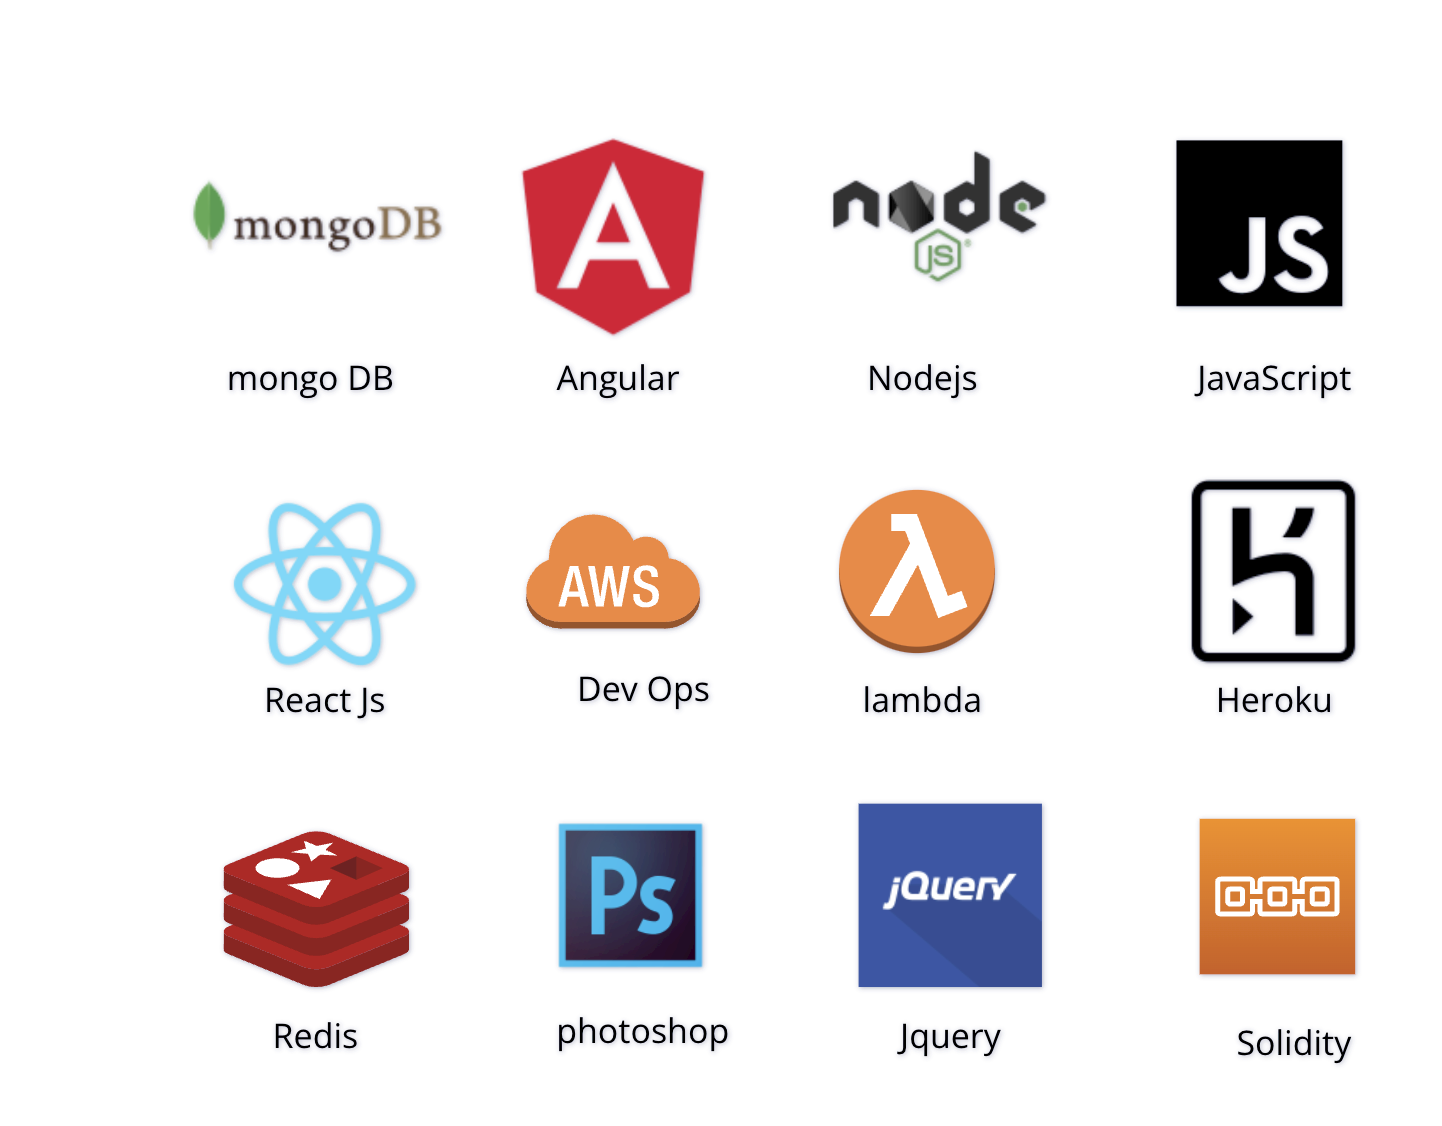 mongoDB
A
node
JS®
JS
mongo DB
Angular
Nodejs
JavaScript
AWS
λ
React Js
Dev Ops
lambda
Heroku
Ps
jQuery
Redis
photoshop
Jquery
Solidity